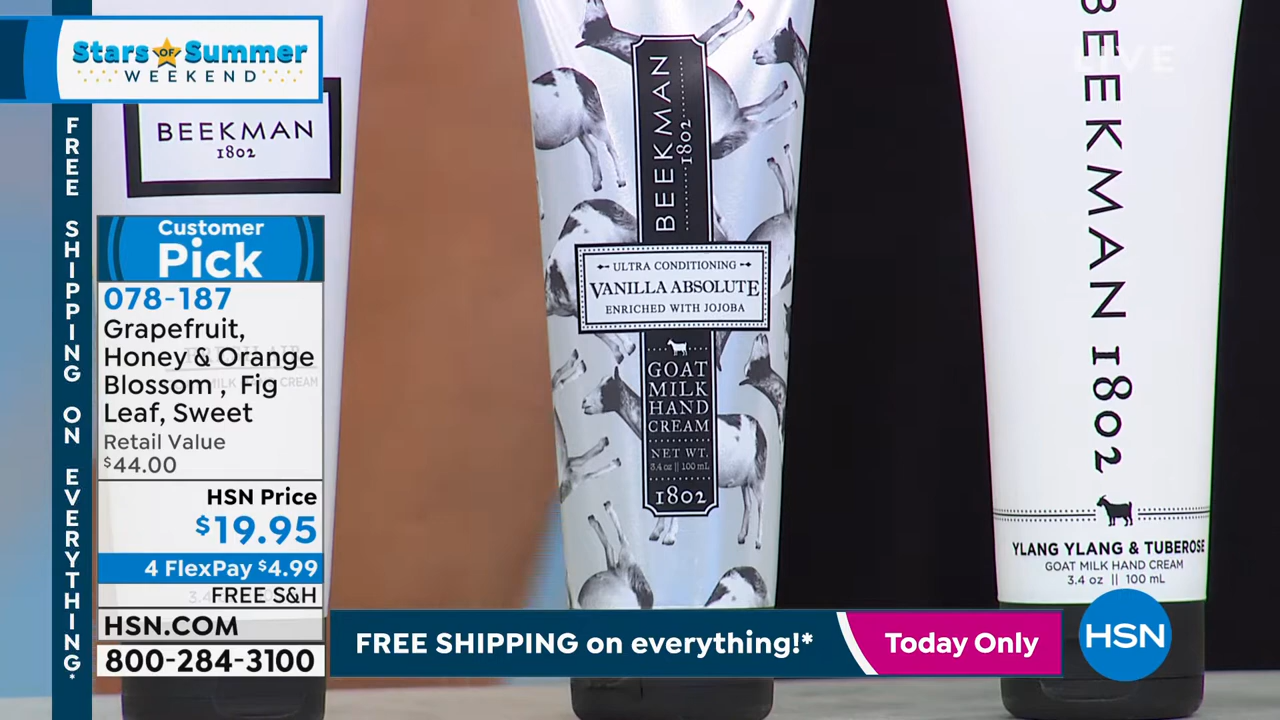 Stars OF Summer
WEEKEND
FREE SHIPPING ON EVERYTHING*
BEEKMAN
1802
Customer
Pick
078-187
Grapefruit,
Honey & Orange
Blossom , Fig
Leaf, Sweet
Retail Value
$44.00
HSN Price
$19.95
4 FlexPay $4.99
FREE S&H
HSN.COM
800-284-3100
MILK HAND CREAM
BEEKMAN 1802
ULTRA CONDITIONING
VANILLA ABSOLUTE
ENRICHED WITH JOJOBA
GOAT
MILK
HAND
CREAM
NET WT.
3.4 oz || 100 mL
1802
LIVE
BEEKMAN 1802
YLANG YLANG & TUBEROSE
GOAT MILK HAND CREAM
3.4 oz || 100 mL
FREE SHIPPING on everything!*
Today Only
HSN